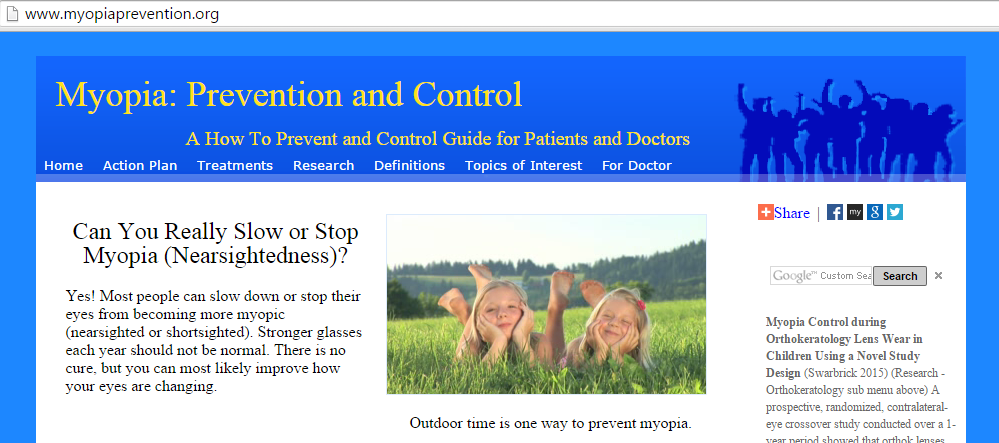 www.myopiaprevention.org
Myopia: Prevention and Control
A How To Prevent and Control Guide for Patients and Doctors
Home Action Plan Treatments Research Definitions Topics of Interest For Doctor
Can You Really Slow or Stop
Myopia (Nearsightedness)?
Yes! Most people can slow down or stop their
eyes from becoming more myopic
(nearsighted or shortsighted). Stronger glasses
each year should not be normal. There is no
cure, but you can most likely improve how
your eyes are changing.
Outdoor time is one way to prevent myopia.
Share | my g
Google™ Custom Sea Search
Myopia Control during
Orthokeratology Lens Wear in
Children Using a Novel Study
Design (Swarbrick 2015) (Research -
Orthokeratology sub menu above) A
prospective, randomized, contralateral-
eye crossover study conducted over a 1-
year period showed that orthok lenses